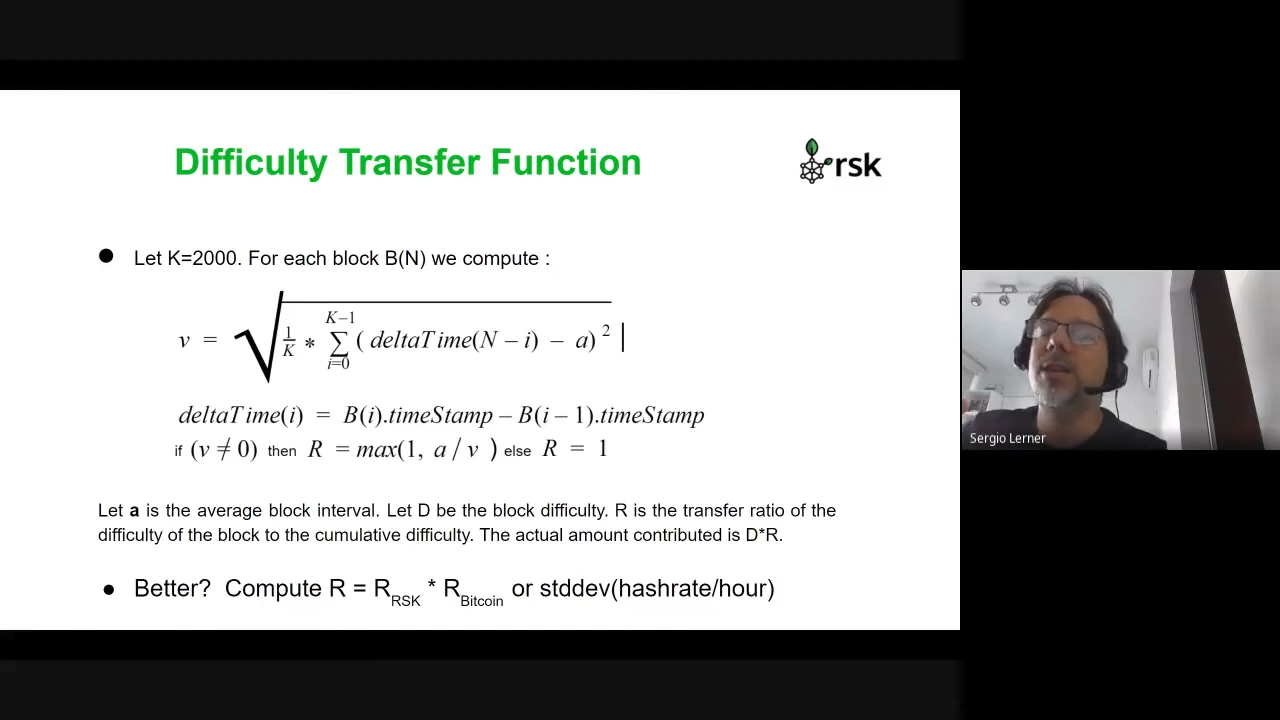 Difficulty Transfer Function
rsk
● Let K=2000. For each block B(N) we compute :
v = √ 1/K * K–1 ∑ i=0 ( deltaTime(N – i) – a) 2 |
deltaTime(i) = B(i).timeStamp – B(i – 1).timeStamp
if (v ≠ 0) then R = max(1, a / v ) else R = 1
Let a is the average block interval. Let D be the block difficulty. R is the transfer ratio of the
difficulty of the block to the cumulative difficulty. The actual amount contributed is D*R.
● Better? Compute R = R RSK * R Bitcoin or stddev(hashrate/hour)
Sergio Lerner